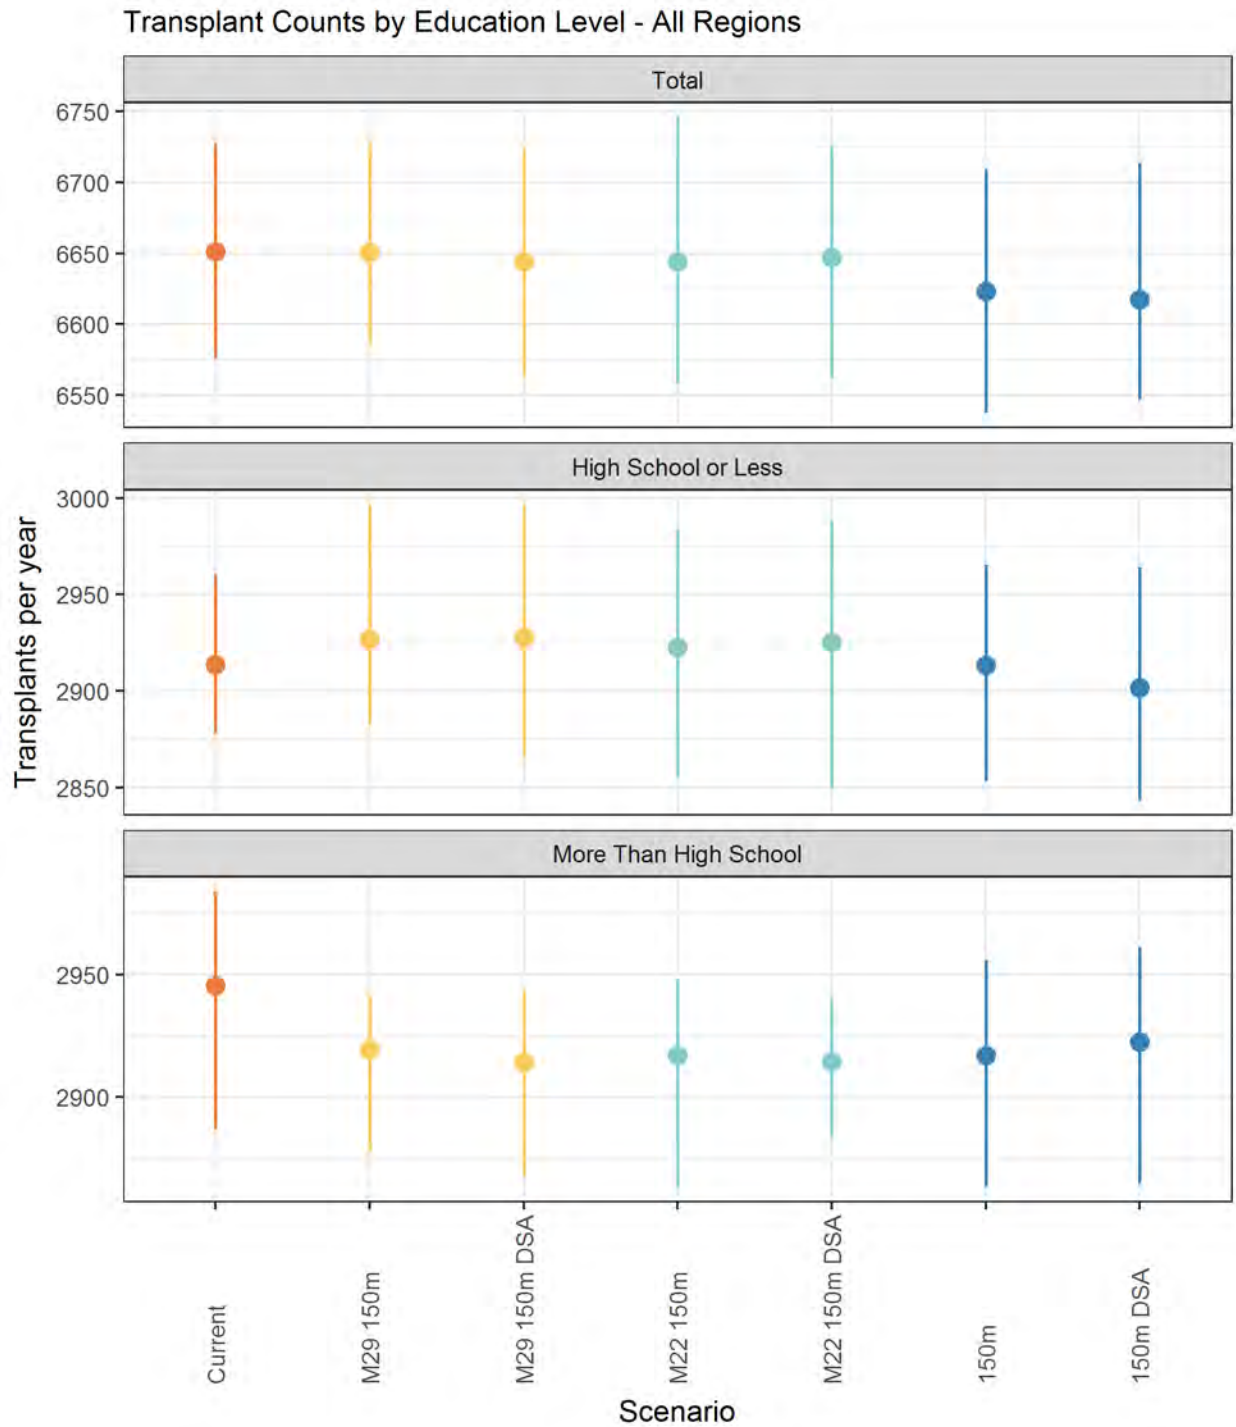 Transplant Counts by Education Level - All Regions
Total
6750
6700
6650
6600
6550
High School or Less
3000
2950
2900
2850
More Than High School
2950
2900
Transplants per year
Current
M29 150m
M29 150m DSA
M22 150m
M22 150m DSA
150m
150m DSA
Scenario